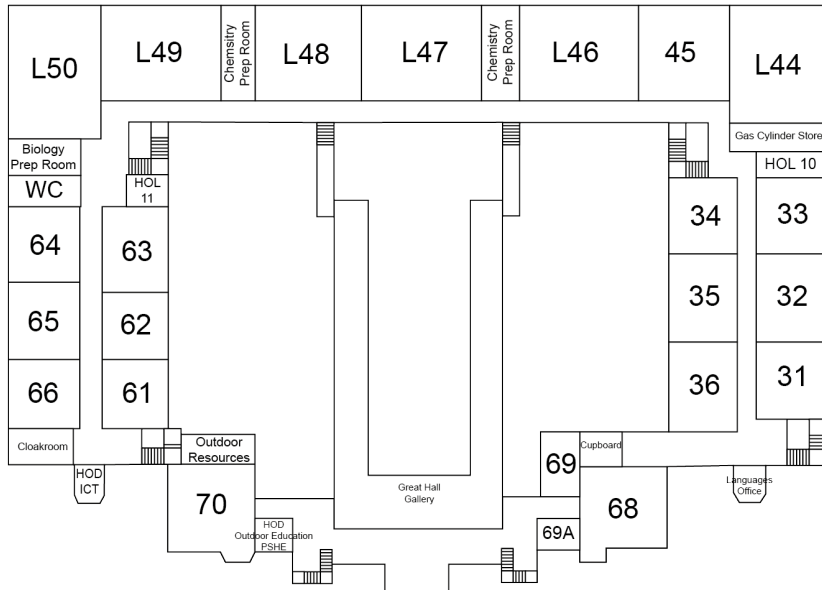 L50
L49
Chemsitry
Prep Room
L48
L47
Chemistry
Prep Room
L46
45
L44
Biology
Prep Room
WC
HOL
11
Gas Cylinder Store
HOL 10
64
63
34
33
65
62
35
32
66
61
36
31
Cloakroom
Outdoor
Resources
69
Cupboard
HOD
ICT
Languages
Office
70
Great Hall
Gallery
68
HOD
Outdoor Education
PSHE
69A